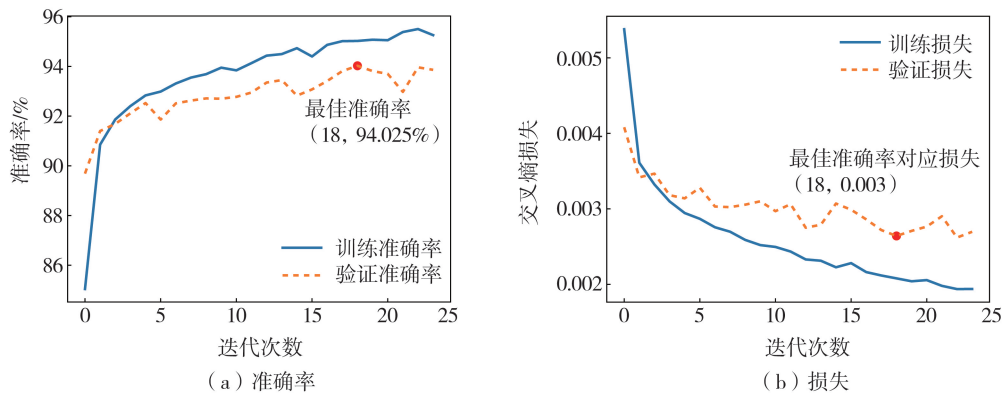 96
94
92
90
88
86
准确率/%
最佳准确率
（18，94.025%）
训练准确率
验证准确率
0
5
10
15
20
25
迭代次数
（a）准确率
0.005
0.004
0.003
0.002
交叉熵损失
训练损失
验证损失
最佳准确率对应损失
（18，0.003）
0
5
10
15
20
25
迭代次数
（b）损失